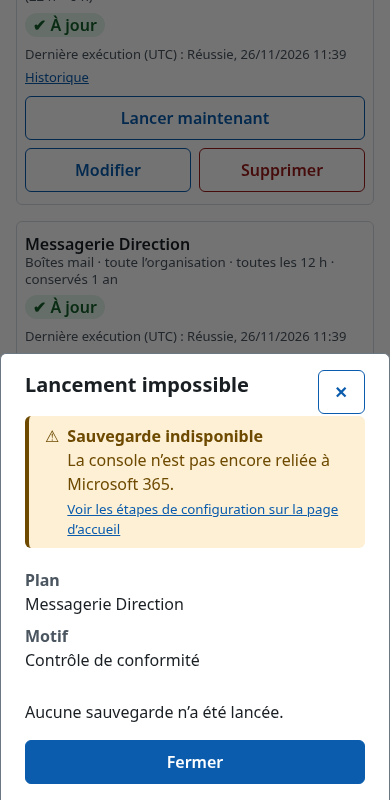 ✔ À jour
Dernière exécution (UTC) : Réussie, 26/11/2026 11:39
Historique
Lancer maintenant
Modifier
Supprimer
Messagerie Direction
Boîtes mail · toute l’organisation · toutes les 12 h ·
conservés 1 an
✔ À jour
Dernière exécution (UTC) : Réussie, 26/11/2026 11:39
Lancement impossible
×
⚠ Sauvegarde indisponible
La console n’est pas encore reliée à
Microsoft 365.
Voir les étapes de configuration sur la page
d’accueil
Plan
Messagerie Direction
Motif
Contrôle de conformité
Aucune sauvegarde n’a été lancée.
Fermer